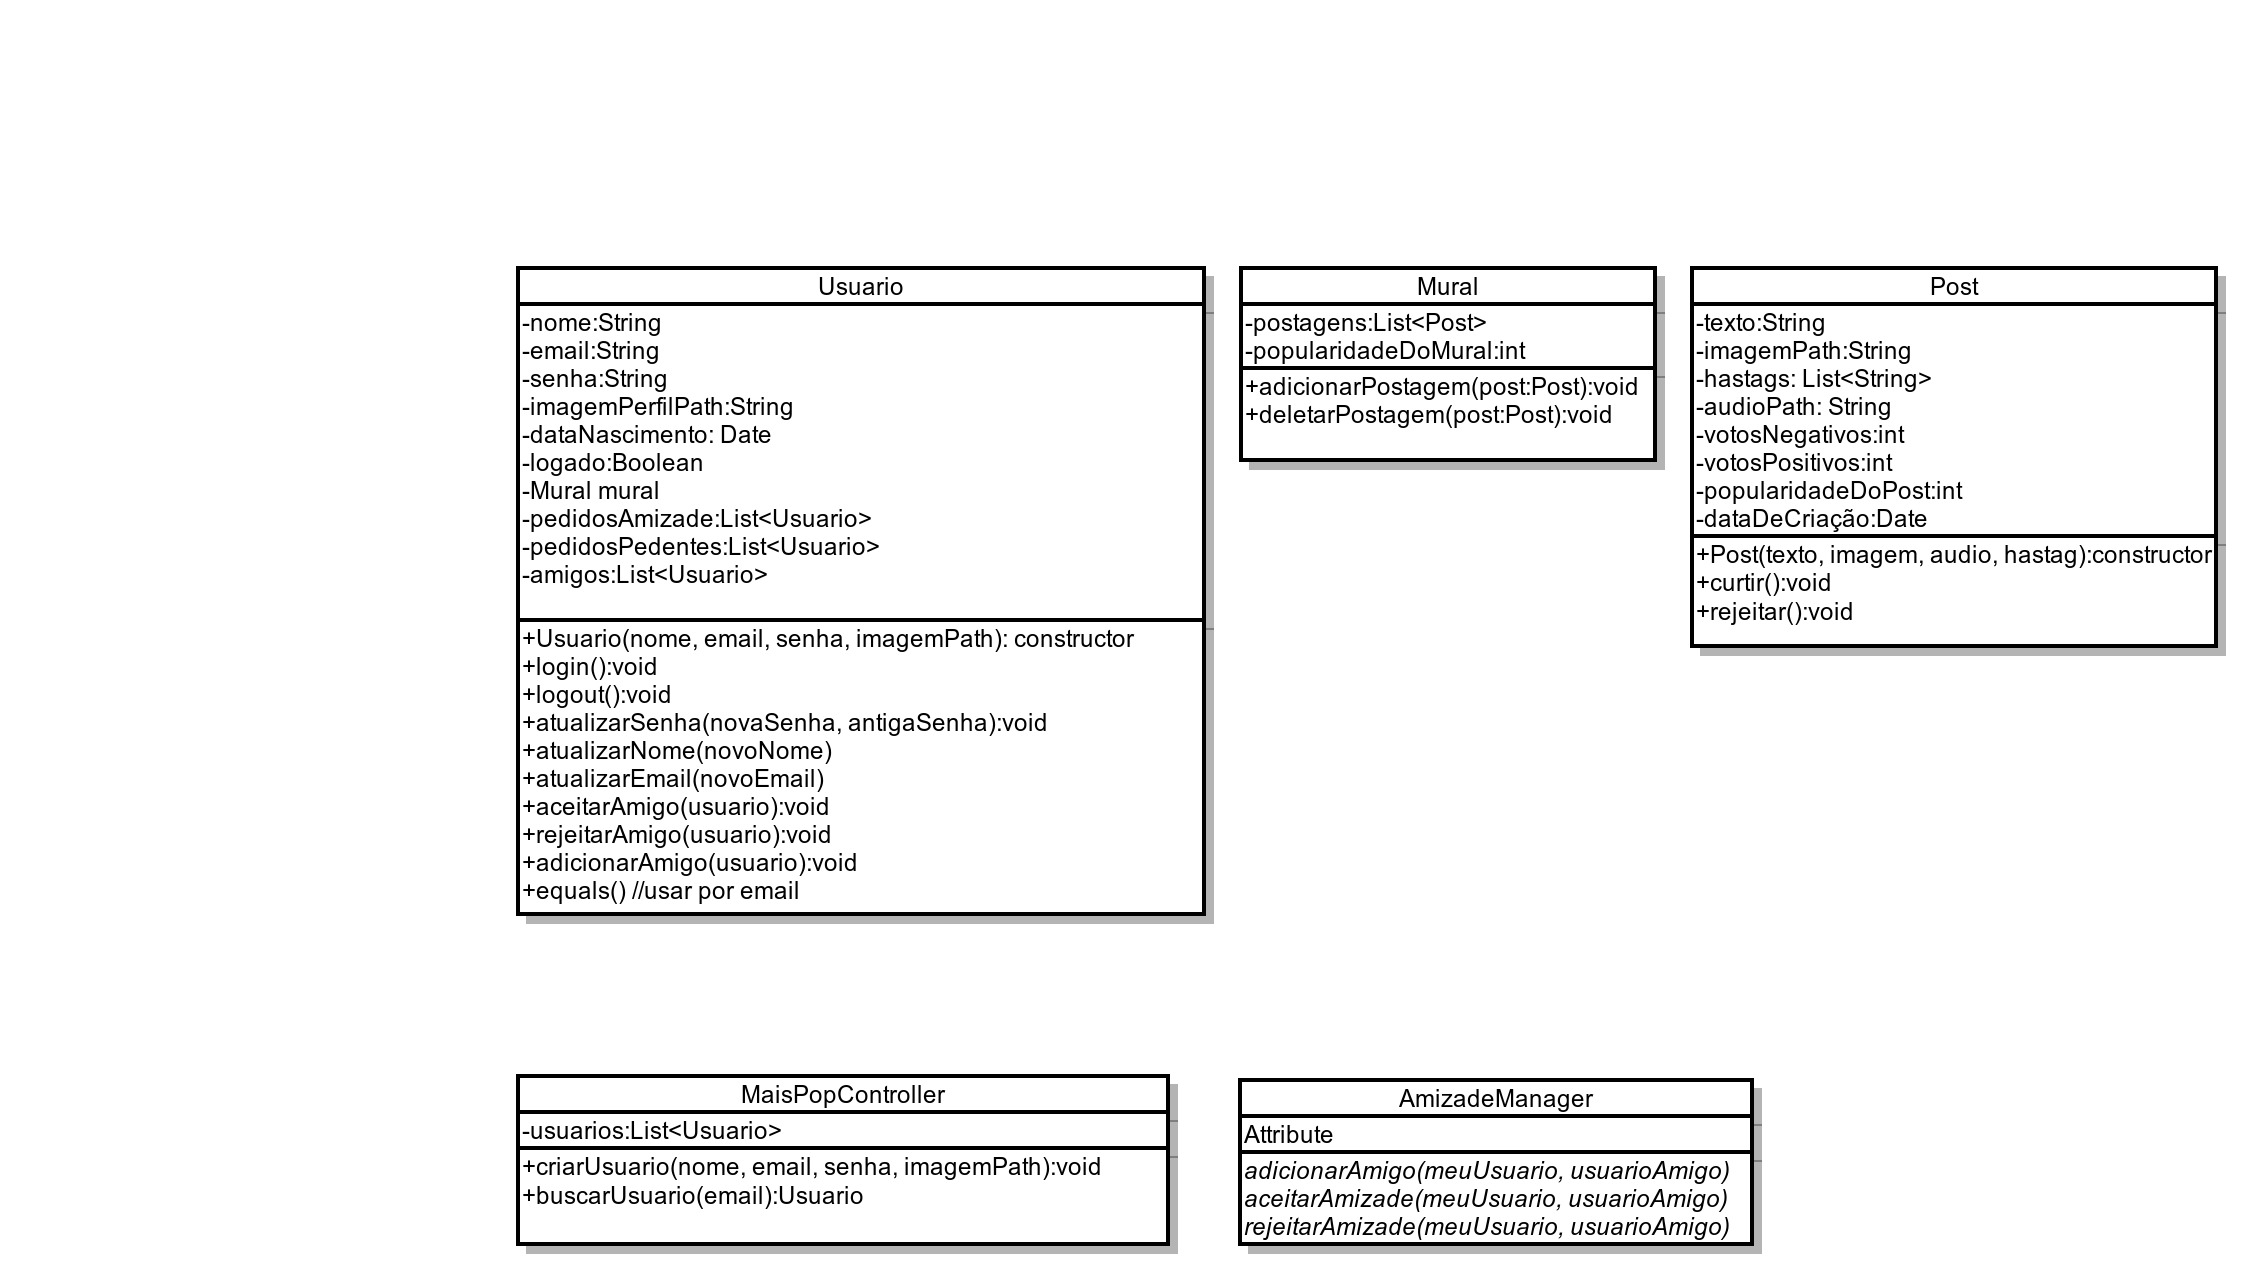 Usuario
-nome:String
-email:String
-senha:String
-imagemPerfilPath:String
-dataNascimento: Date
-logado:Boolean
-Mural mural
-pedidosAmizade:List<Usuario>
-pedidosPedentes:List<Usuario>
-amigos:List<Usuario>
+Usuario(nome, email, senha, imagemPath): constructor
+login():void
+logout():void
+atualizarSenha(novaSenha, antigaSenha):void
+atualizarNome(novoNome)
+atualizarEmail(novoEmail)
+aceitarAmigo(usuario):void
+rejeitarAmigo(usuario):void
+adicionarAmigo(usuario):void
+equals() //usar por email
Mural
-postagens:List<Post>
-popularidadeDoMural:int
+adicionarPostagem(post:Post):void
+deletarPostagem(post:Post):void
Post
-texto:String
-imagemPath:String
-hastags: List<String>
-audioPath: String
-votosNegativos:int
-votosPositivos:int
-popularidadeDoPost:int
-dataDeCriação:Date
+Post(texto, imagem, audio, hastag):constructor
+curtir():void
+rejeitar():void
MaisPopController
-usuarios:List<Usuario>
+criarUsuario(nome, email, senha, imagemPath):void
+buscarUsuario(email):Usuario
AmizadeManager
Attribute
adicionarAmigo(meuUsuario, usuarioAmigo)
aceitarAmizade(meuUsuario, usuarioAmigo)
rejeitarAmizade(meuUsuario, usuarioAmigo)